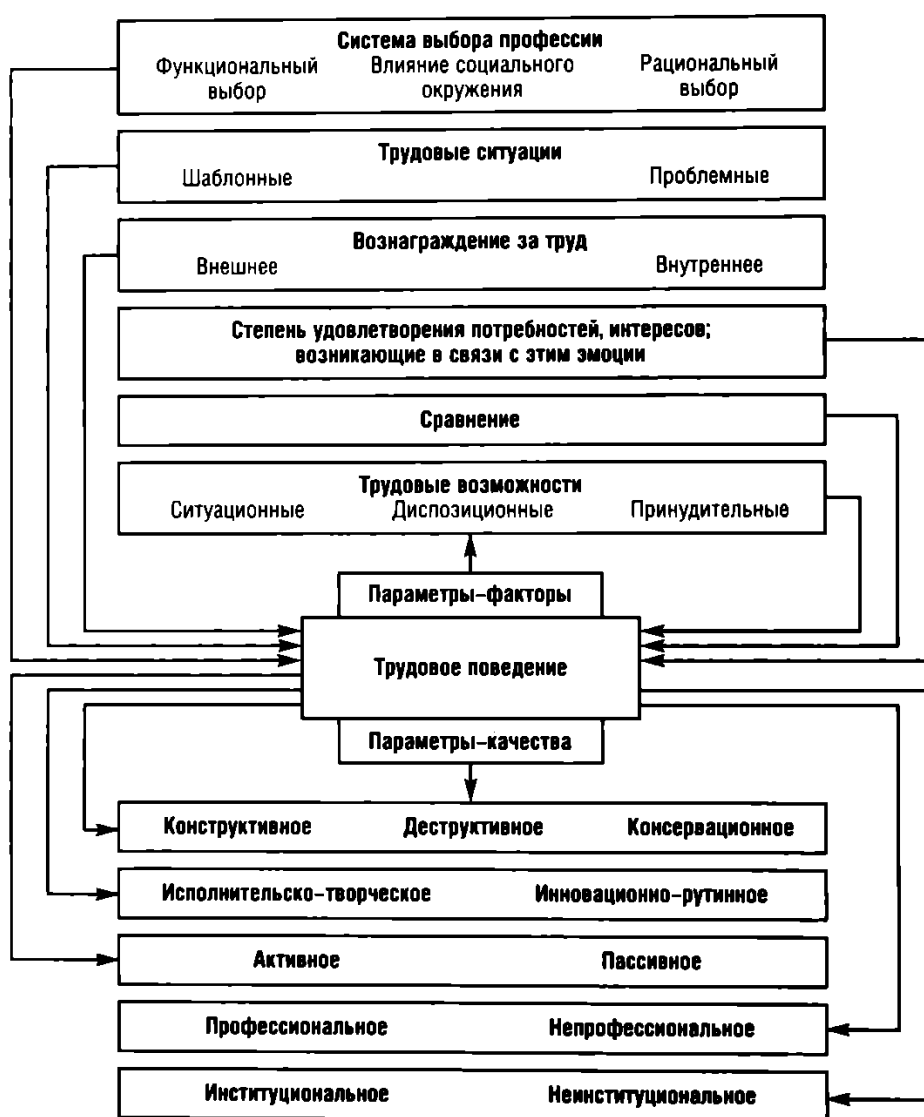 Система выбора профессии
Функциональный Влияние социального Рациональный
выбор окружения выбор
Трудовые ситуации
Шаблонные Проблемные
Вознаграждение за труд
Внешнее Внутреннее
Степень удовлетворения потребностей, интересов;
возникающие в связи с этим эмоции
Сравнение
Трудовые возможности
Ситуационные Диспозиционные Принудительные
Параметры-факторы
Трудовое поведение
Параметры-качества
Конструктивное Деструктивное Консервационное
Исполнительско-творческое Инновационно-рутинное
Активное Пассивное
Профессиональное Непрофессиональное
Институциональное Неинституциональное